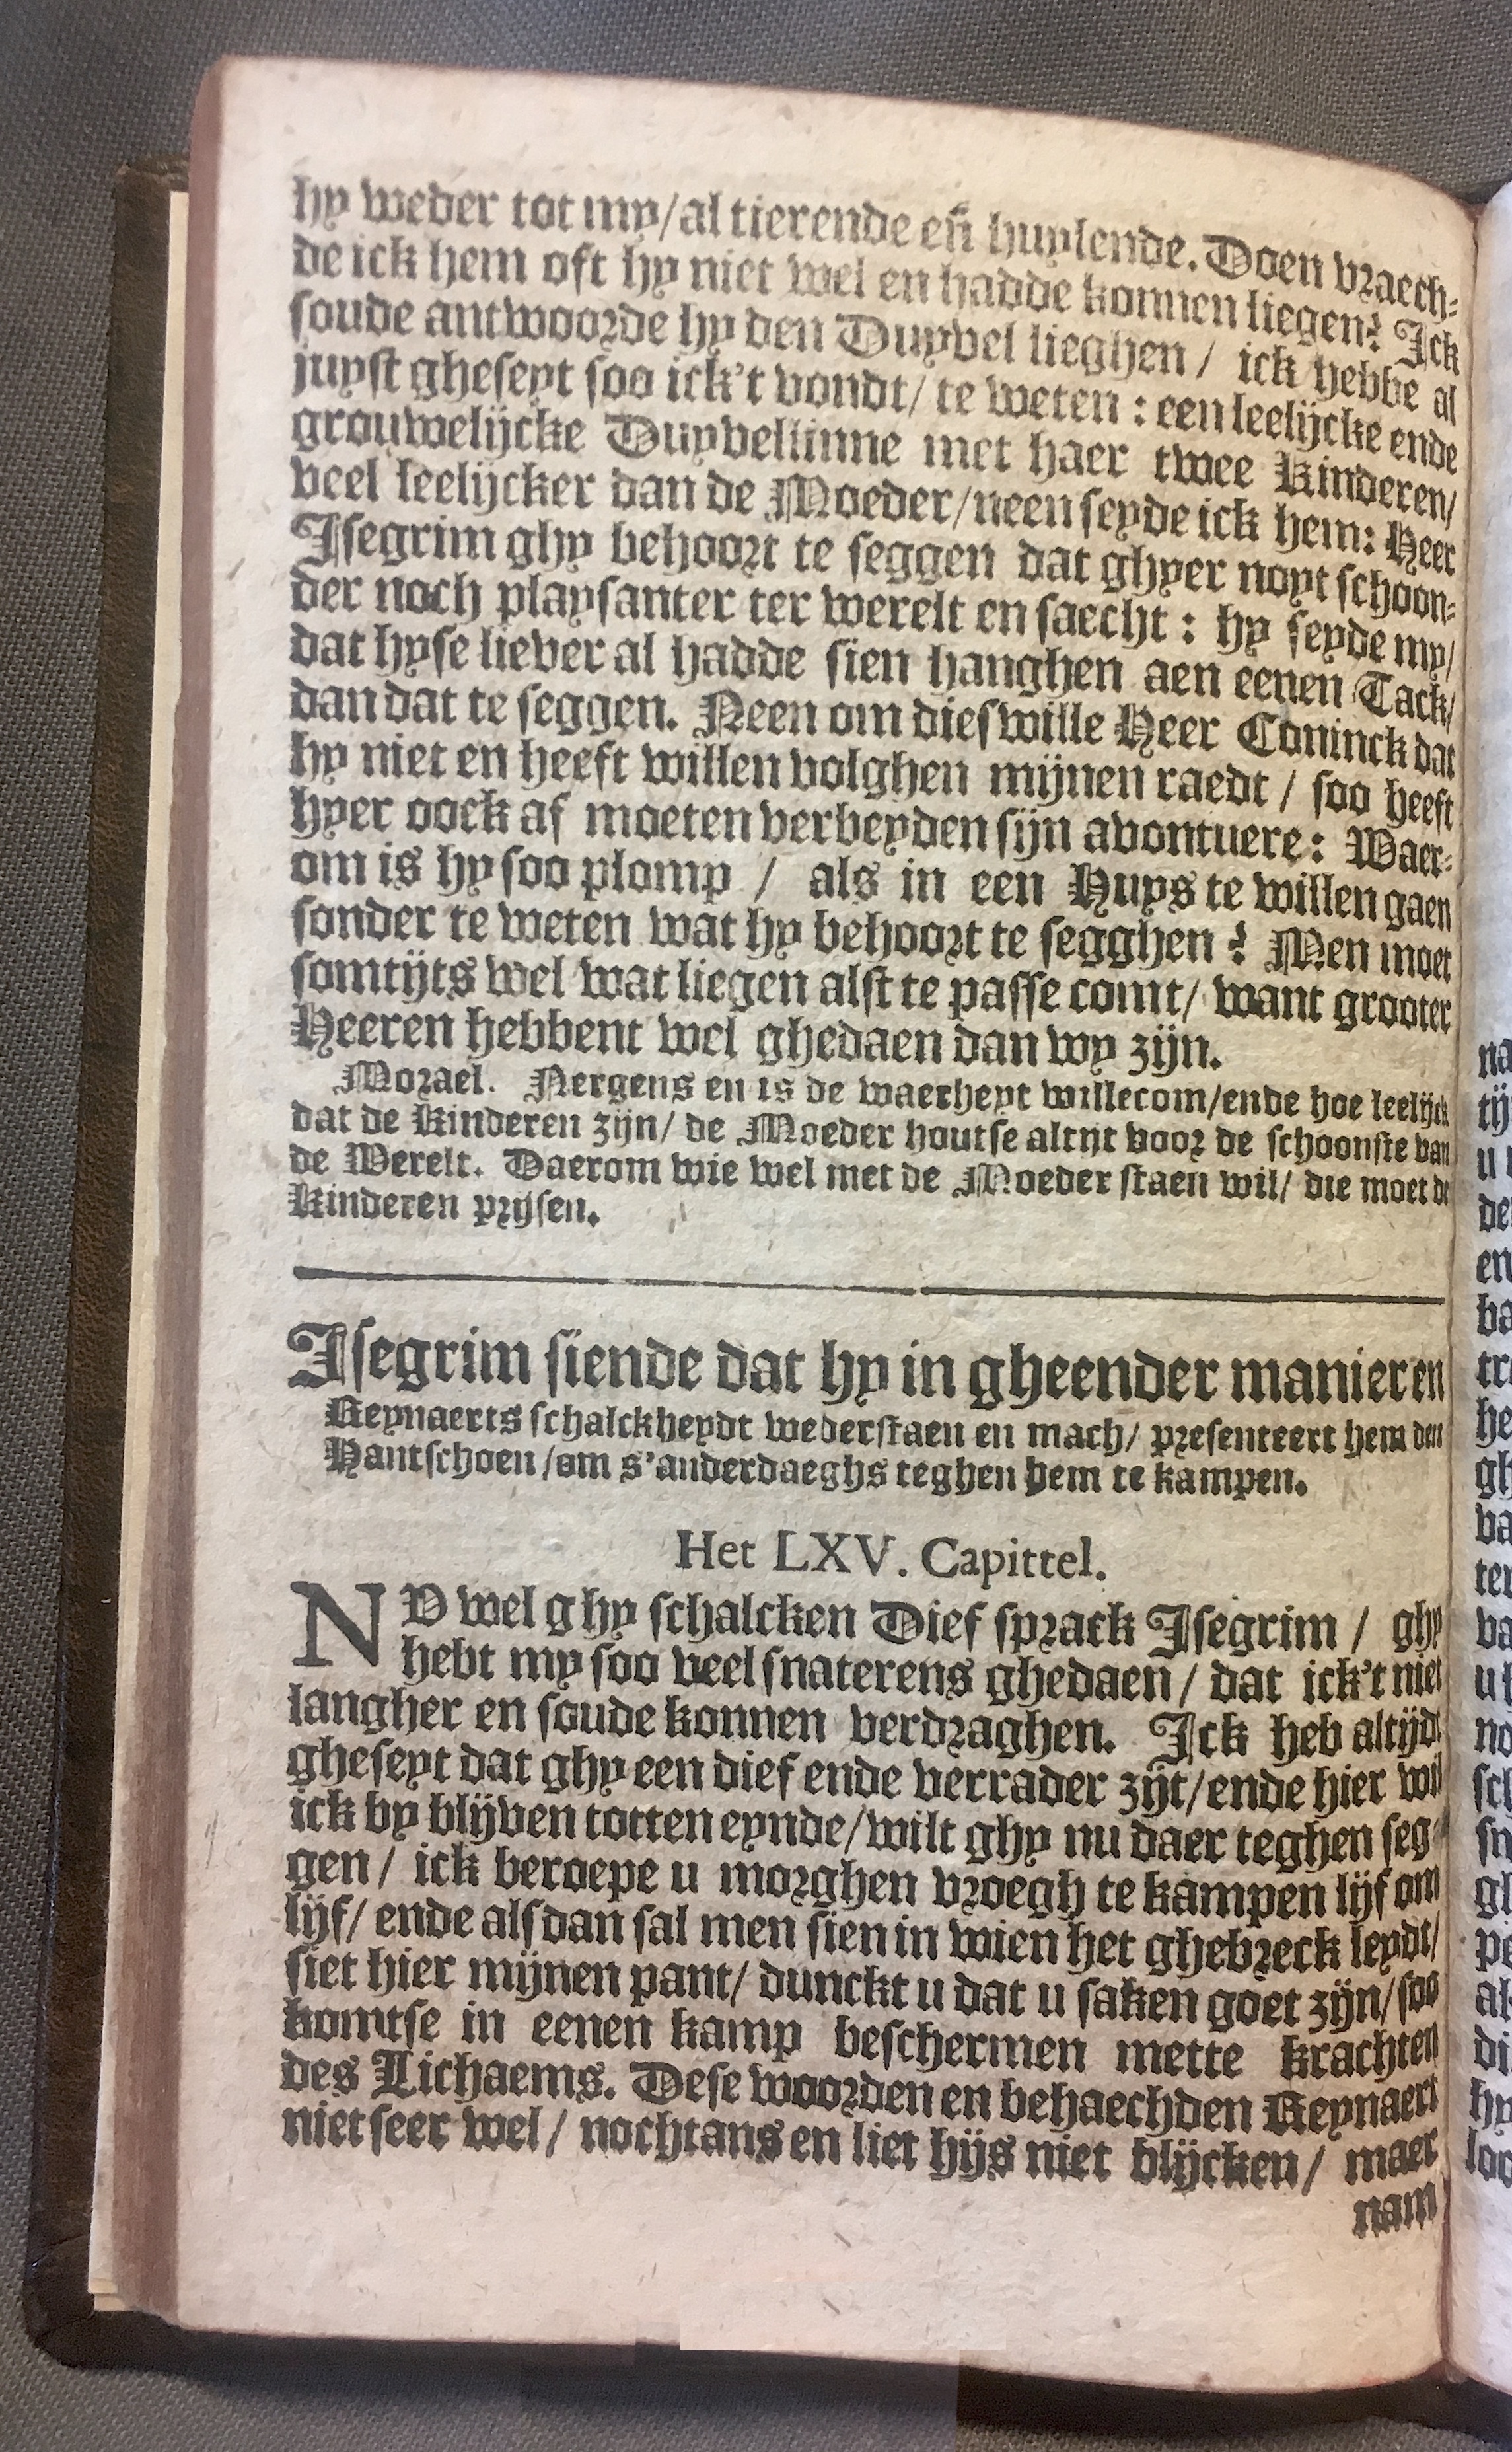 hy weder tot my/al tierende eñ huylende. Doen vraech-
de ick hem oft hy niet wel en hadde konnen liegen? Ick
soude antwoorde hy den Duyvel lieghen / ick hebbe al
juyst gheseyt soo ick't vondt/ te weten : een leelijcke ende
grouwelijcke Duyvellinne met haer twee Kinderen/
veel leelijcker dan de Moeder/neen seyde ick hem: Heer
Isegrim ghy behoort te seggen dat ghyer noyt schoon-
der noch playsanter ter werelt en saecht : hy seyde my/
dat hyse liever al hadde sien hanghen aen eenen Tack/
dan dat te seggen. Neen om dies wille Heer Coninck dat
hy niet en heeft willen volghen mijnen raedt / soo heeft
hyer oock af moeten verbeyden sijn avontuere: Waer-
om is hy soo plomp / als in een Huys te willen gaen
sonder te weten wat hy behoort te segghen ? Men moet
somtijts wel wat liegen alst te passe comt/ want grooter
Heeren hebbent wel ghedaen dan wy zijn.
Morael. Nergens en is de waerheyt willecom/ende hoe leelijck
dat de Kinderen zijn/ de Moeder houtse altijt voor de schoonste van
de Werelt. Daerom wie wel met de Moeder staen wil/ die moet de
Kinderen prijsen.
Isegrim siende dat hy in gheender manieren
Reynaerts schalckheydt wederstaen en mach/ presenteert hem den
Hantschoen /om s'anderdaeghs teghen hem te kampen.
Het LXV. Capittel.
NV wel ghy schalcken Dief sprack Isegrim / ghy
hebt my soo veel snaterens ghedaen/ dat ick't niet
langher en soude konnen verdraghen. Ick heb altijdt
gheseyt dat ghy een dief ende verrader zijt/ende hier wil
ick by blijven totten eynde/wilt ghy nu daer teghen seg-
gen/ ick beroepe u morghen vroegh te kampen lijf om
lijf/ ende als dan sal men sien in wien het ghebreck leydt/
siet hier mijnen pant/ dunckt u dat u saken goet zijn/soo
komtse in eenen kamp beschermen mette krachten
des Lichaems. Dese woorden en behaechden Reynaert
niet seer wel/ nochtans en liet hijs niet blijcken/ maer
nam